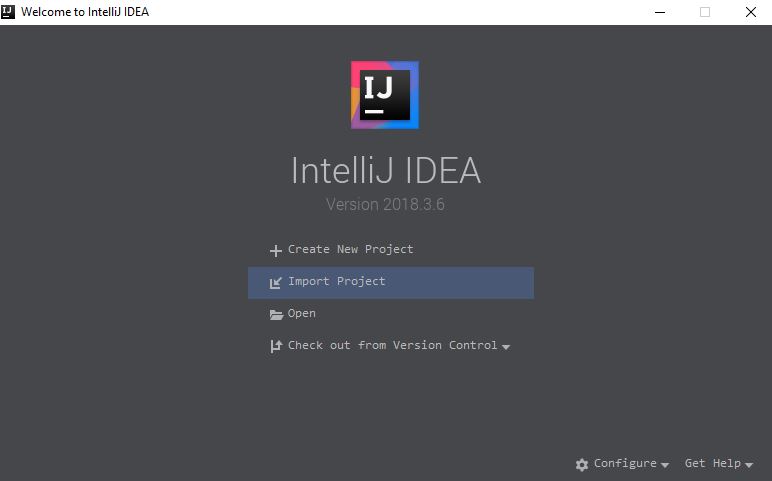 Welcome to IntelliJ IDEA
IJ
IntelliJ IDEA
Version 2018.3.6
Create New Project
Import Project
Open
Check out from Version Control
Configure Get Help